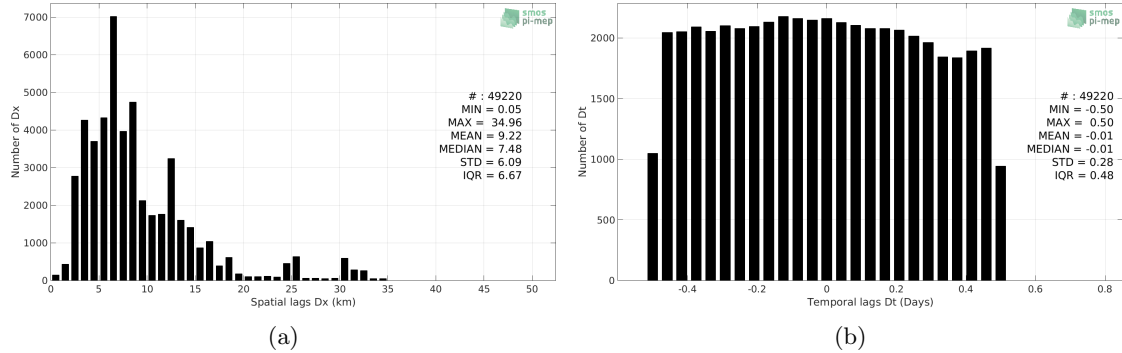 smos
pi-mep
7000
6000
5000
4000
3000
2000
1000
0
Number of Dx
# : 49220
MIN = 0.05
MAX = 34.96
MEAN = 9.22
MEDIAN = 7.48
STD = 6.09
IQR = 6.67
0 5 10 15 20 25 30 35 40 45 50
Spatial lags Dx (km)
(a)
smos
pi-mep
2000
1500
1000
500
0
Number of Dt
# : 49220
MIN = -0.50
MAX = 0.50
MEAN = -0.01
MEDIAN = -0.01
STD = 0.28
IQR = 0.48
-0.4 -0.2 0 0.2 0.4 0.6 0.8
Temporal lags Dt (Days)
(b)